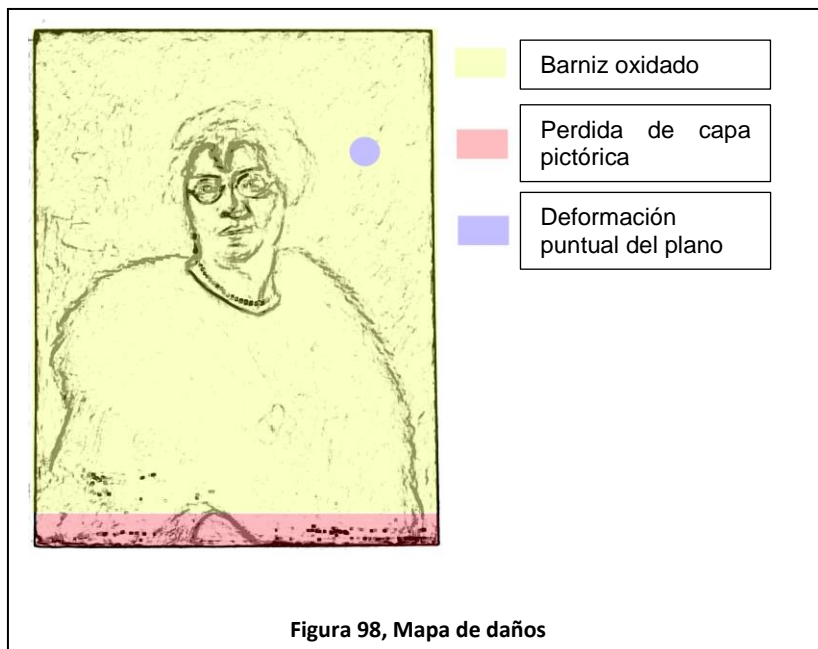 Barniz oxidado
Perdida de capa
pictórica
Deformación
puntual del plano
Figura 98, Mapa de daños